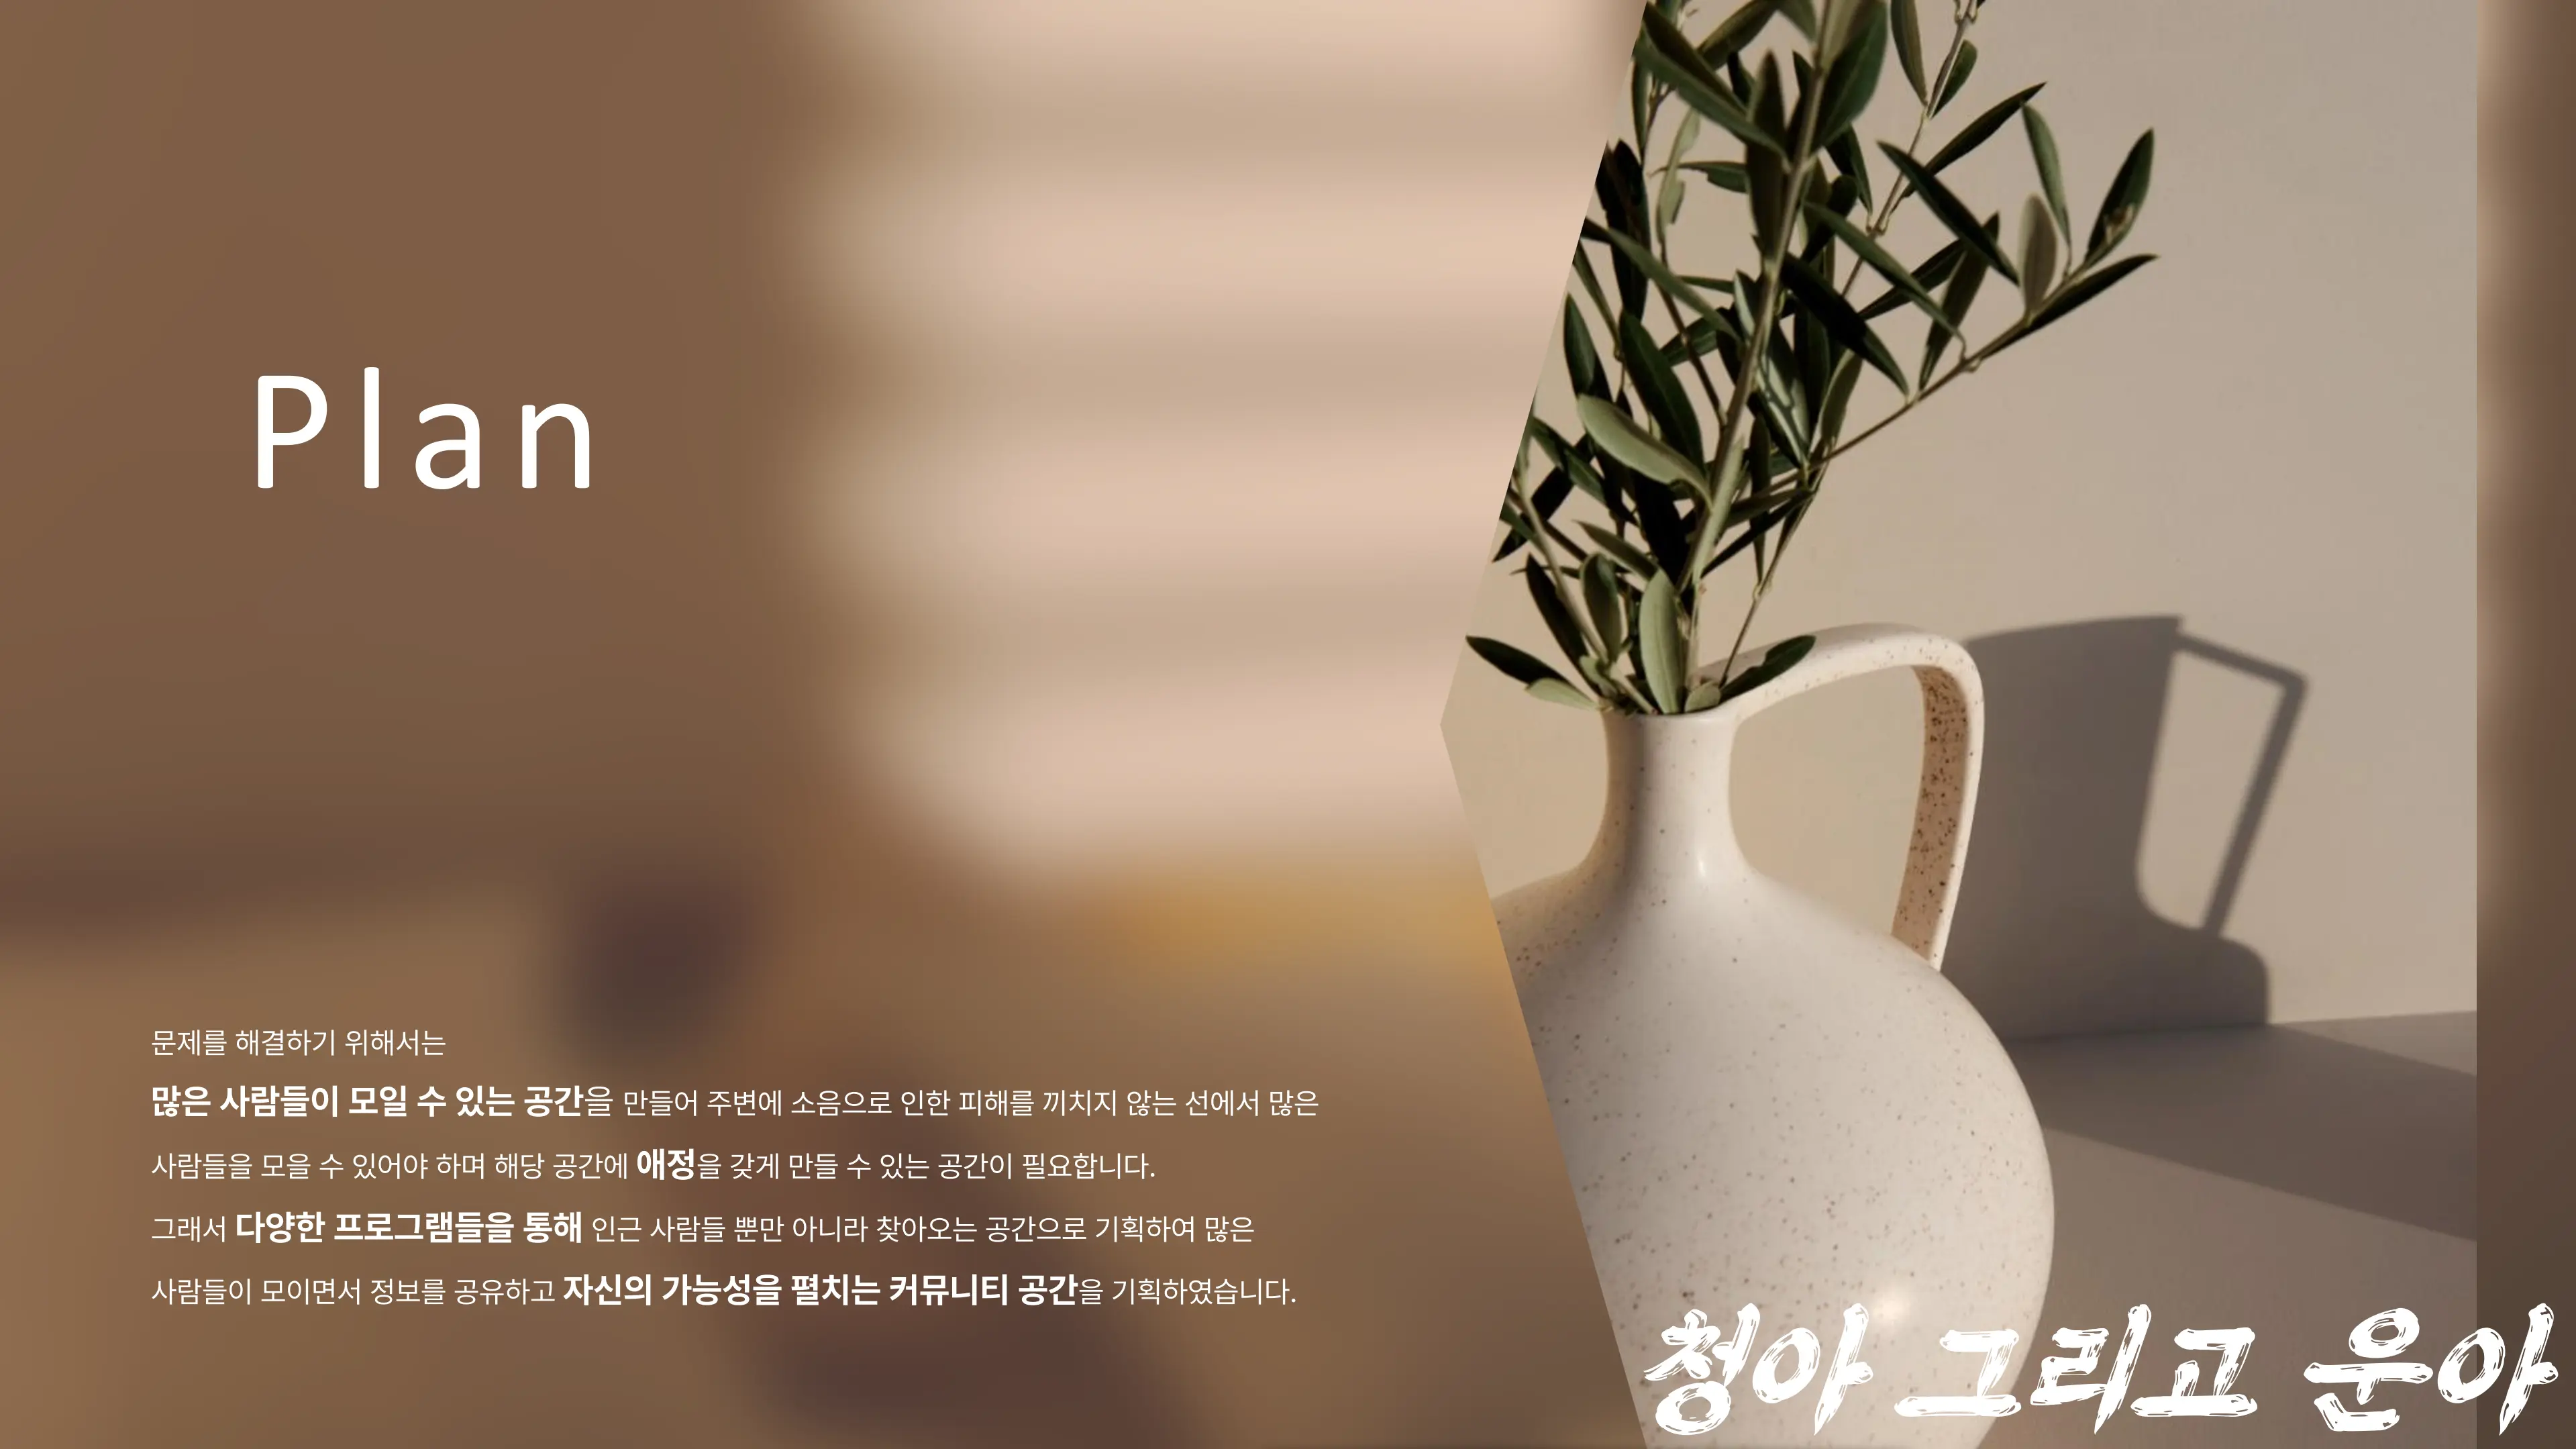 Plan
문제를 해결하기 위해서는
많은 사람들이 모일 수 있는 공간을 만들어 주변에 소음으로 인한 피해를 끼치지 않는 선에서 많은
사람들을 모을 수 있어야 하며 해당 공간에 애정을 갖게 만들 수 있는 공간이 필요합니다.
그래서 다양한 프로그램들을 통해 인근 사람들 뿐만 아니라 찾아오는 공간으로 기획하여 많은
사람들이 모이면서 정보를 공유하고 자신의 가능성을 펼치는 커뮤니티 공간을 기획하였습니다.
청아 그리고 운아